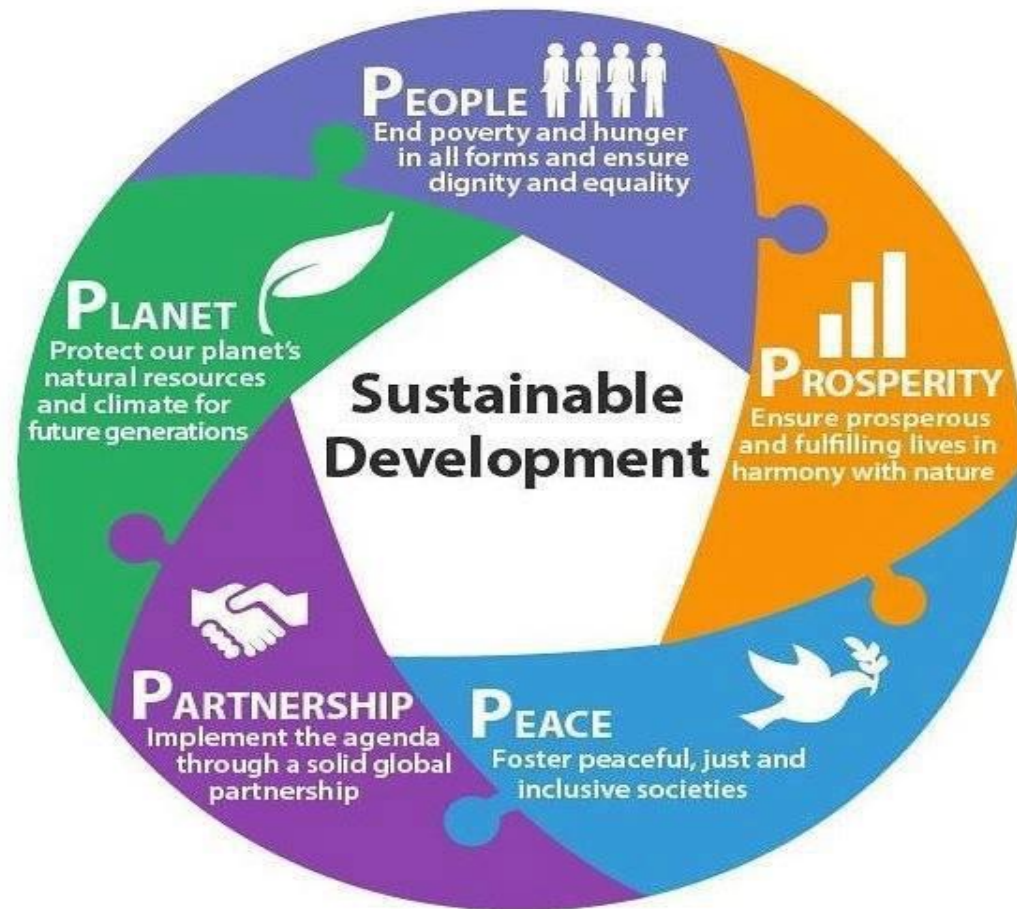 PEOPLE
End poverty and hunger
in all forms and ensure
dignity and equality
PROSPERITY
Ensure prosperous
and fulfilling lives in
harmony with nature
PEACE
Foster peaceful, just and
inclusive societies
PARTNERSHIP
Implement the agenda
through a solid global
partnership
PLANET
Protect our planet's
natural resources
and climate for
future generations
Sustainable
Development